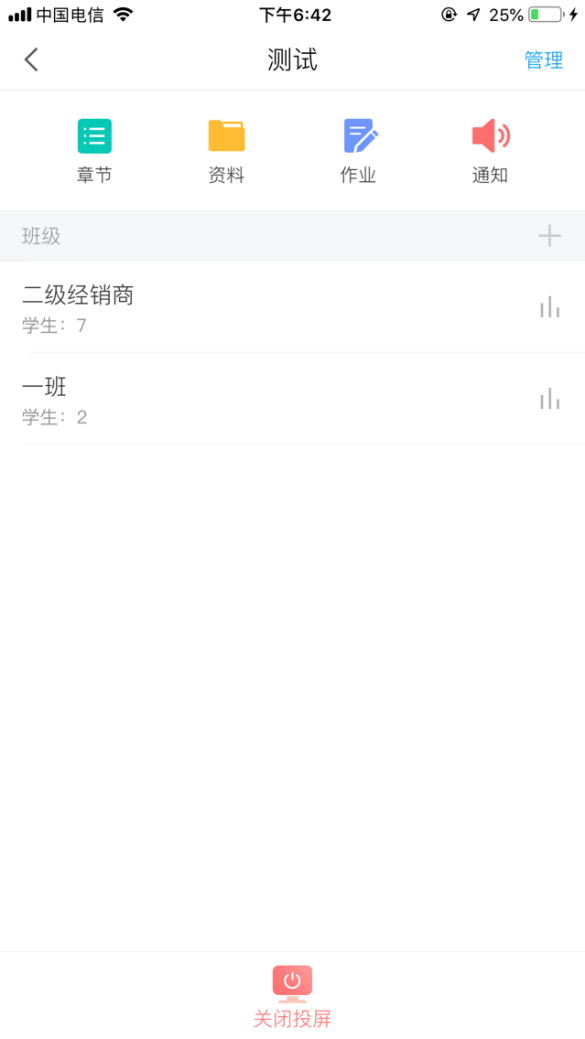 中国电信 下午6:42 25%
测试 管理
章节 资料 作业 通知
班级
二级经销商
学生：7
一班
学生：2
关闭投屏